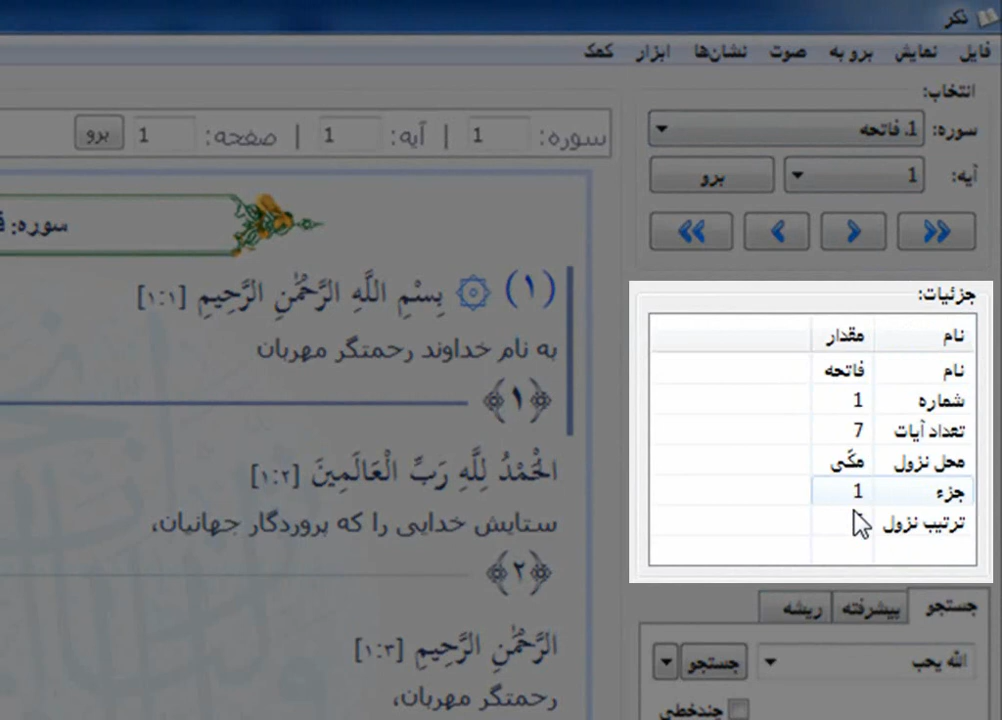 ذکر
فایل نمایش برو به صوت نشان‌ها ابزار کمک
انتخاب:
سوره: 1. فاتحه
آیه: 1 برو
سوره: 1 | آیه: 1 | صفحه: 1 برو
سوره:
(۱) ۞ بِسْمِ اللَّهِ الرَّحْمَٰنِ الرَّحِيمِ [۱:۱]
به نام خداوند رحمتگر مهربان
﴿۱﴾
الْحَمْدُ لِلَّهِ رَبِّ الْعَالَمِينَ [۱:۲]
ستایش خدایی را که پروردگار جهانیان،
﴿۲﴾
الرَّحْمَٰنِ الرَّحِيمِ [۱:۳]
رحمتگر مهربان،
جزئیات:
نام مقدار
نام فاتحه
شماره 1
تعداد آیات 7
محل نزول مکّی
جزء 1
ترتیب نزول
جستجو پیشرفته ریشه
الله یحب جستجو
چندخطی